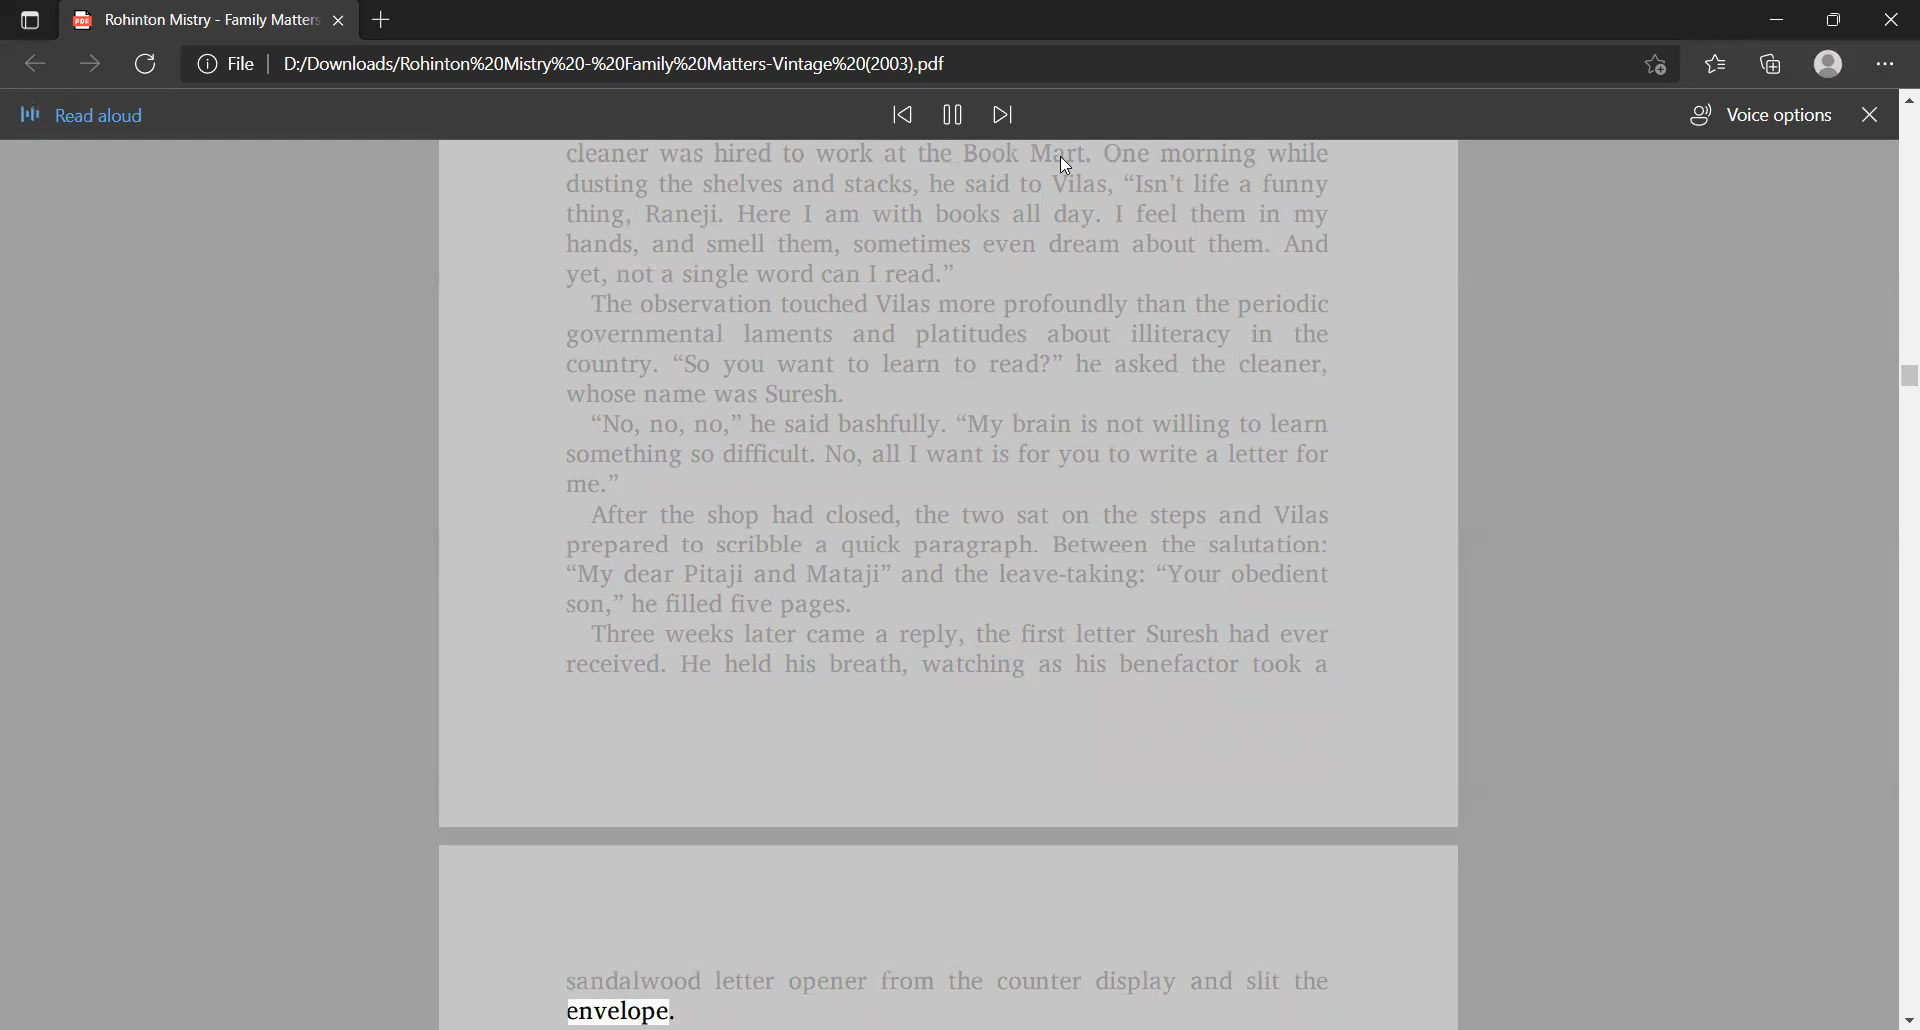 Rohinton Mistry - Family Matters
File
D:/Downloads/Rohinton%20Mistry%20-%20Family%20Matters-Vintage%20(2003).pdf
Read aloud
Voice options
cleaner was hired to work at the Book Mart. One morning while
dusting the shelves and stacks, he said to Vilas, “Isn’t life a funny
thing, Raneji. Here I am with books all day. I feel them in my
hands, and smell them, sometimes even dream about them. And
yet, not a single word can I read.”
The observation touched Vilas more profoundly than the periodic
governmental laments and platitudes about illiteracy in the
country. “So you want to learn to read?” he asked the cleaner,
whose name was Suresh.
“No, no, no,” he said bashfully. “My brain is not willing to learn
something so difficult. No, all I want is for you to write a letter for
me.”
After the shop had closed, the two sat on the steps and Vilas
prepared to scribble a quick paragraph. Between the salutation:
“My dear Pitaji and Mataji” and the leave-taking: “Your obedient
son,” he filled five pages.
Three weeks later came a reply, the first letter Suresh had ever
received. He held his breath, watching as his benefactor took a
sandalwood letter opener from the counter display and slit the
envelope.